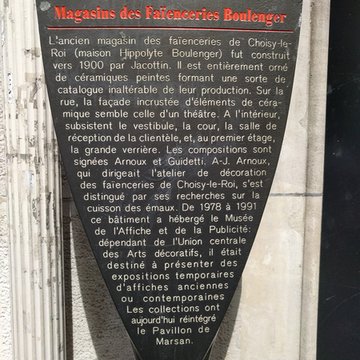 Magasins des Faïenceries Boulenger
L'ancien magasin des faïenceries de Choisy-le-
Roi (maison Hippolyte Boulenger) fut construit
vers 1900 par Jacottin. Il est entièrement orné
de céramiques peintes formant une sorte de
catalogue inaltérable de leur production. Sur la
rue, la façade incrustée d'éléments de céra-
mique semble celle d'un théâtre. A l'intérieur,
subsistent le vestibule, la cour, la salle de
réception de la clientèle, et, au premier étage,
la grande verrière. Les compositions sont
signées Arnoux et Guidetti. A-J. Arnoux,
qui dirigeait l'atelier de décoration
des faïenceries de Choisy-le-Roi, s'est
distingué par ses recherches sur la
cuisson des émaux. De 1978 à 1991
ce bâtiment a hébergé le Musée
de l'Affiche et de la Publicité:
dépendant de l'Union centrale
des Arts décoratifs, il était
destiné à présenter des
expositions temporaires
d'affiches anciennes
ou contemporaines
Les collections ont
aujourd'hui réintégré
le Pavillon de
Marsan.